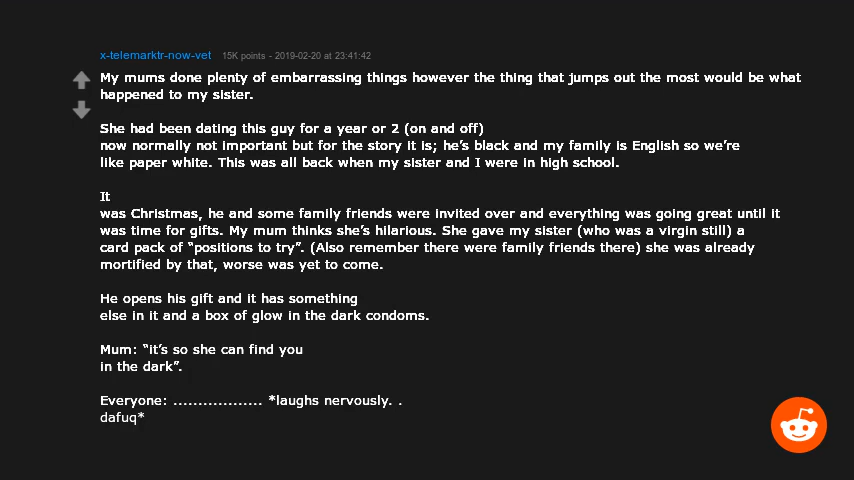 x-telemarktr-now-vet 15K points - 2019-02-20 at 23:41:42
My mums done plenty of embarrassing things however the thing that jumps out the most would be what
happened to my sister.
She had been dating this guy for a year or 2 (on and off)
now normally not important but for the story it is; he’s black and my family is English so we’re
like paper white. This was all back when my sister and I were in high school.
It
was Christmas, he and some family friends were invited over and everything was going great until it
was time for gifts. My mum thinks she’s hilarious. She gave my sister (who was a virgin still) a
card pack of “positions to try”. (Also remember there were family friends there) she was already
mortified by that, worse was yet to come.
He opens his gift and it has something
else in it and a box of glow in the dark condoms.
Mum: “it’s so she can find you
in the dark”.
Everyone: .................. *laughs nervously. .
dafuq*